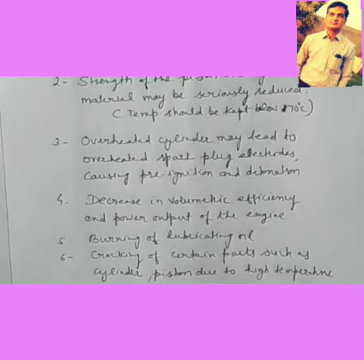 2- Strength of the piston
material may be seriously reduced.
( Temp should be kept below 270°C)
3- Overheated cylinder may lead to
overheated spark plug electrodes,
causing pre-ignition and detonation.
4. Decrease in volumetric efficiency
and power output of the engine
5. Burning of lubricating oil
6- Cracking of certain parts such as
cylinder, piston due to high temperature